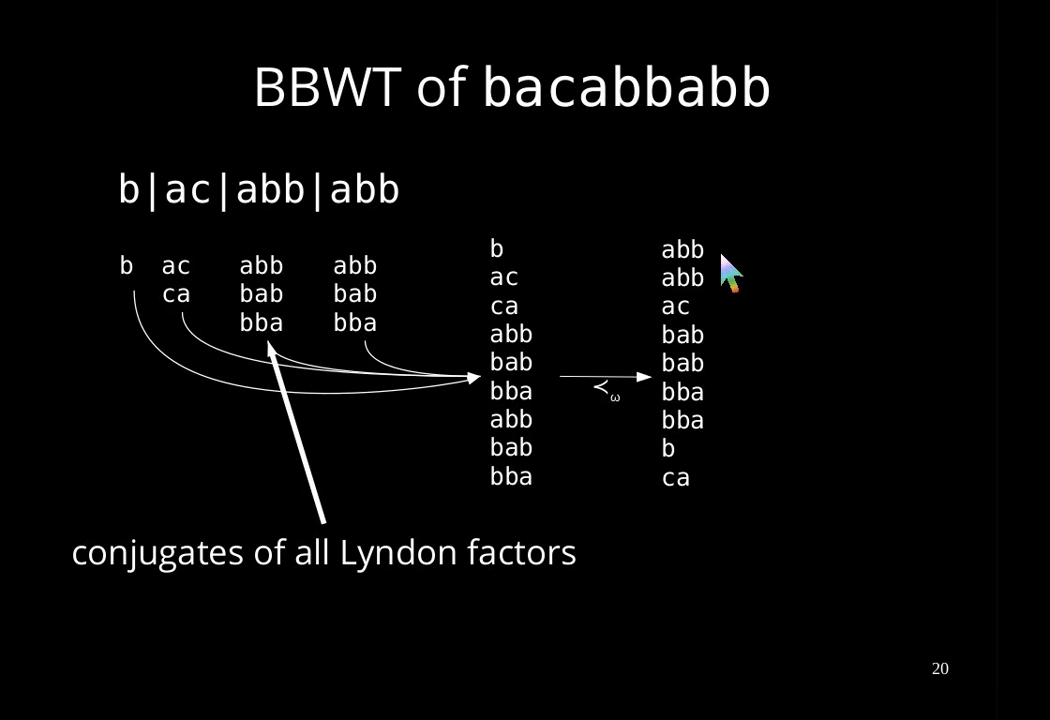 BBWT of bacabbabb
b|ac|abb|abb
b ac abb abb
ca bab bab
bba bba
b
ac
ca
abb
bab
bba
abb
bab
bba
≺ω
abb
abb
ac
bab
bab
bba
bba
b
ca
conjugates of all Lyndon factors
20